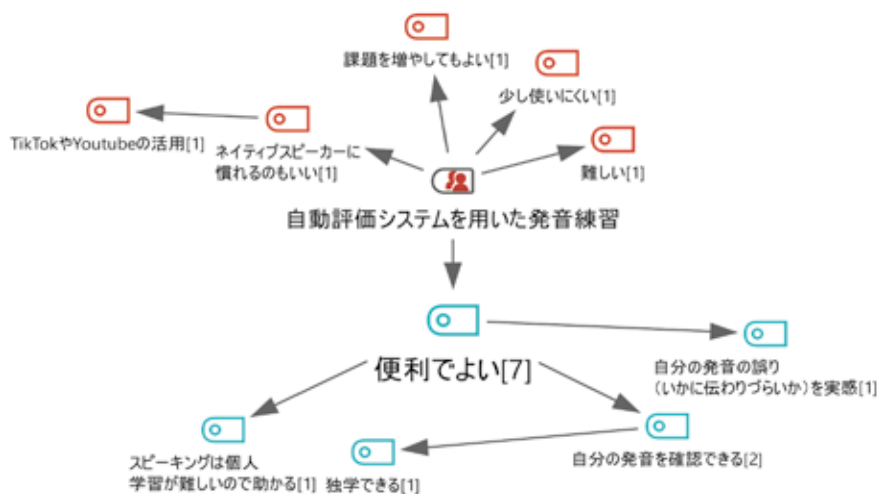 課題を増やしてもよい[1]
少し使いにくい[1]
TikTokやYoutubeの活用[1]
ネイティブスピーカーに
慣れるのもいい[1]
難しい[1]
自動評価システムを用いた発音練習
便利でよい[7]
自分の発音の誤り
（いかに伝わりづらいか）を実感[1]
スピーキングは個人
学習が難しいので助かる[1]
独学できる[1]
自分の発音を確認できる[2]